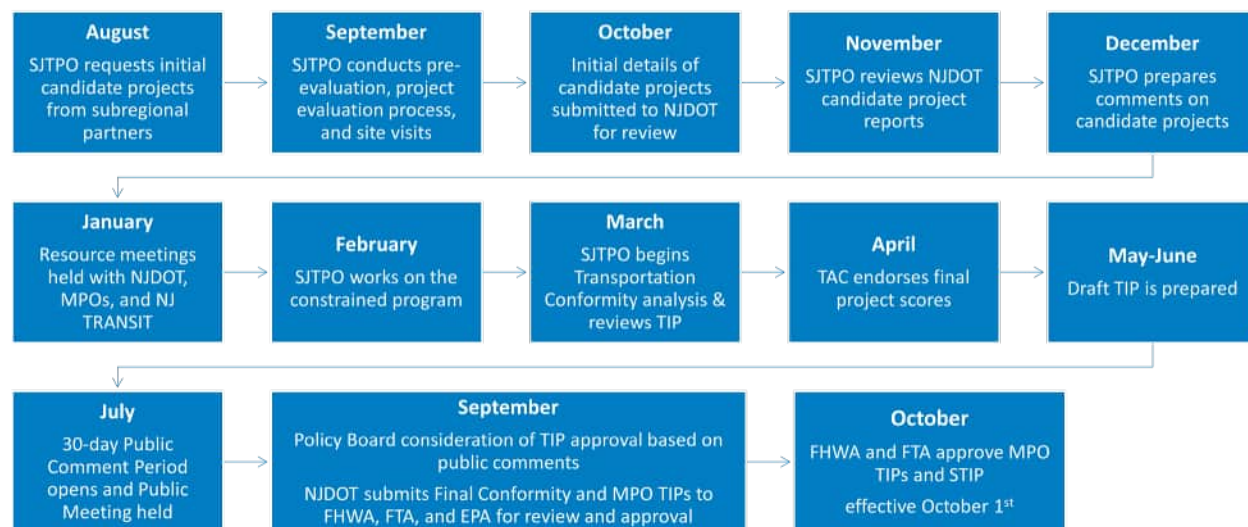 August
SJTPO requests initial
candidate projects
from subregional
partners
September
SJTPO conducts pre-
evaluation, project
evaluation process,
and site visits
October
Initial details of
candidate projects
submitted to NJDOT
for review
November
SJTPO reviews NJDOT
candidate project
reports
December
SJTPO prepares
comments on
candidate projects
January
Resource meetings
held with NJDOT,
MPOs, and NJ
TRANSIT
February
SJTPO works on the
constrained program
March
SJTPO begins
Transportation
Conformity analysis &
reviews TIP
April
TAC endorses final
project scores
May-June
Draft TIP is prepared
July
30-day Public
Comment Period
opens and Public
Meeting held
September
Policy Board consideration of TIP approval based on
public comments
NJDOT submits Final Conformity and MPO TIPs to
FHWA, FTA, and EPA for review and approval
October
FHWA and FTA approve MPO
TIPs and STIP
effective October 1st